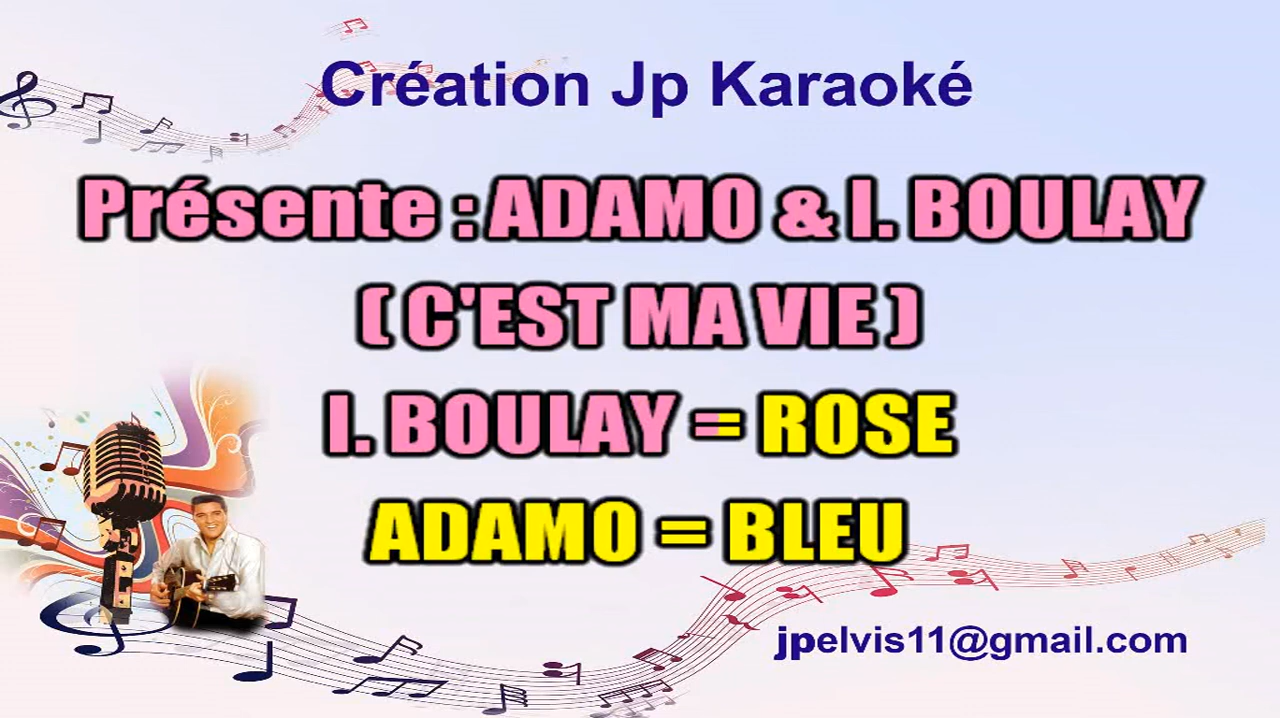 Création Jp Karaoké
Présente : ADAMO & I. BOULAY
( C'EST MA VIE )
I. BOULAY = ROSE
ADAMO = BLEU
jpelvis11@gmail.com